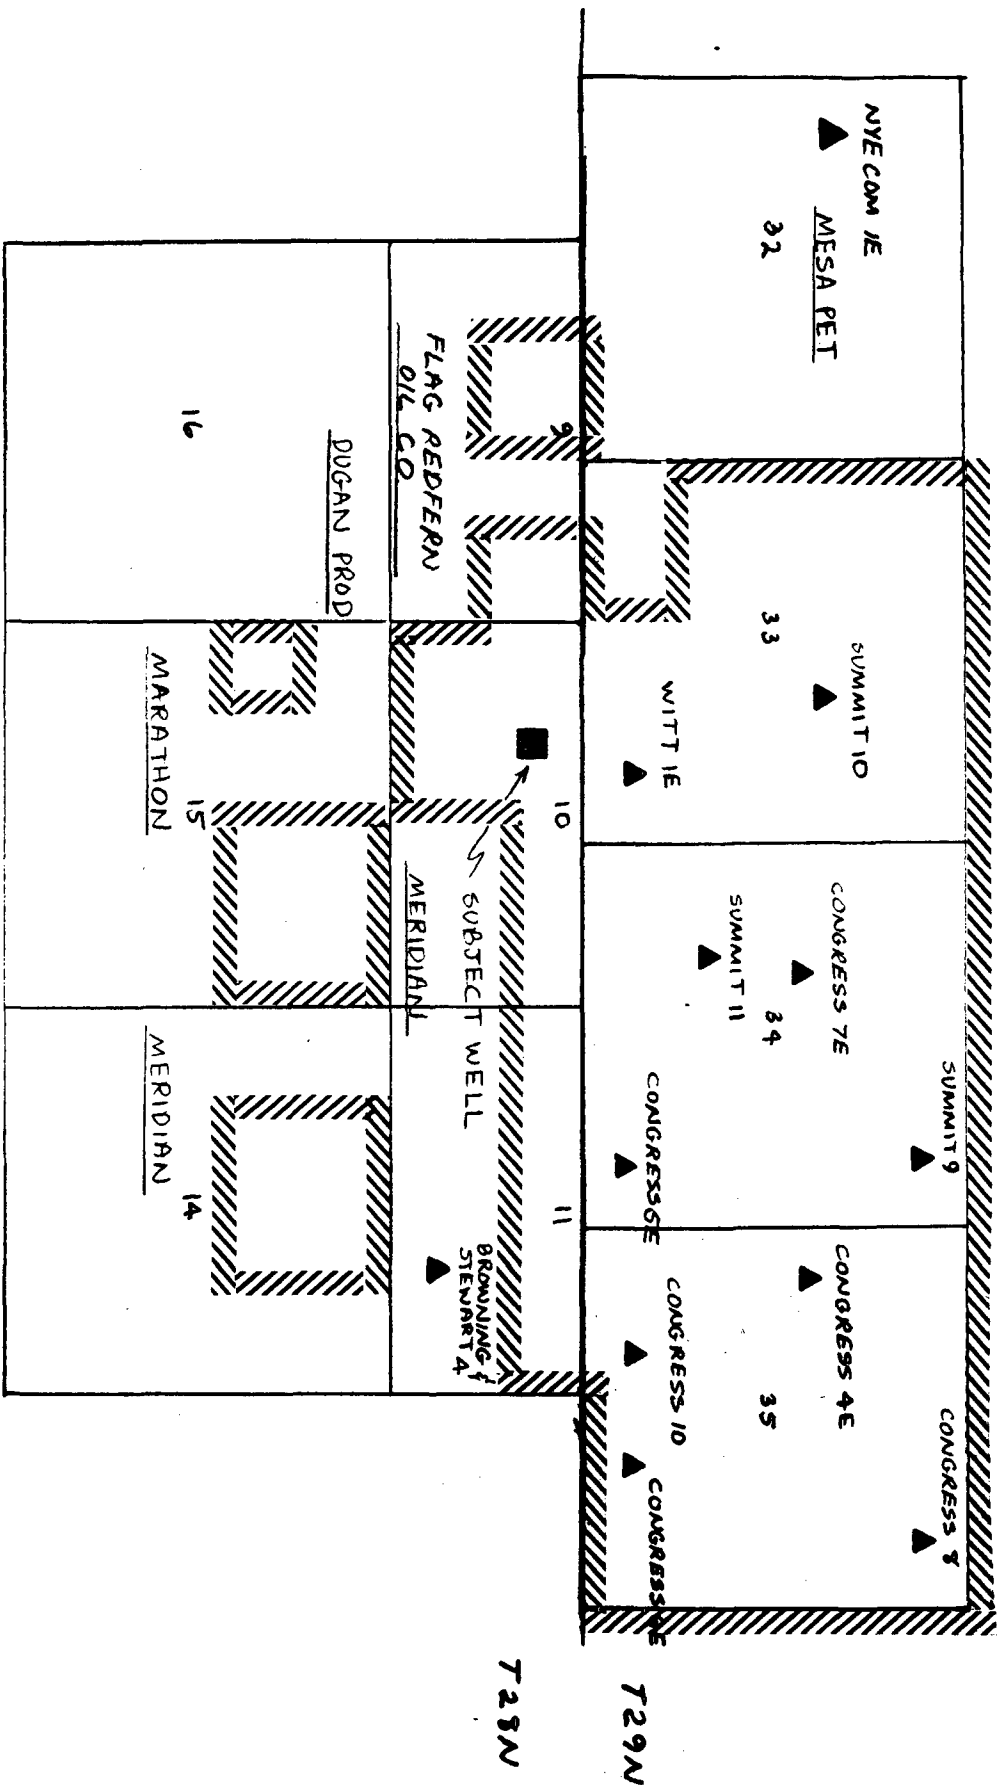 NYE COM 1E
MESA PET
32
SUMMIT 10
33
WITT 1E
SUMMIT 9
CONGRESS 7E
34
SUMMIT 11
CONGRESS 6E
CONGRESS 8
CONGRESS 4E
35
CONGRESS 10
T29N
T28N
9
FLAG REDFERN
OIL CO
10
SUBJECT WELL
MERIDIAN
11
BROWNING &
STEWART 4
DUGAN PROD
16
15
MARATHON
14
MERIDIAN
CONGRESS